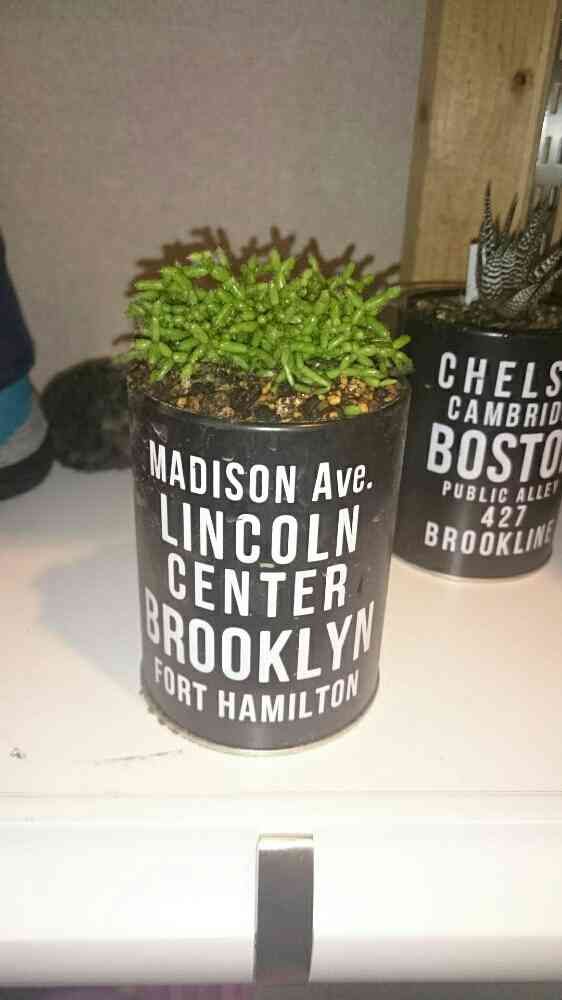 MADISON Ave.
LINCOLN
CENTER
BROOKLYN
FORT HAMILTON
PUBLIC ALLEY
427
BROOKLINE